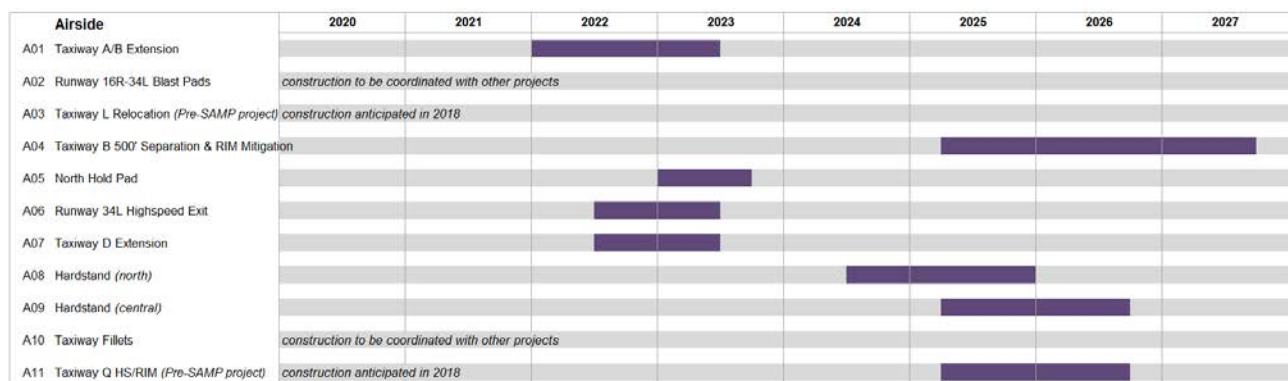 Airside 2020 2021 2022 2023 2024 2025 2026 2027
A01 Taxiway A/B Extension
A02 Runway 16R-34L Blast Pads construction to be coordinated with other projects
A03 Taxiway L Relocation (Pre-SAMP project) construction anticipated in 2018
A04 Taxiway B 500' Separation & RIM Mitigation
A05 North Hold Pad
A06 Runway 34L Highspeed Exit
A07 Taxiway D Extension
A08 Hardstand (north)
A09 Hardstand (central)
A10 Taxiway Fillets construction to be coordinated with other projects
A11 Taxiway Q HS/RIM (Pre-SAMP project) construction anticipated in 2018